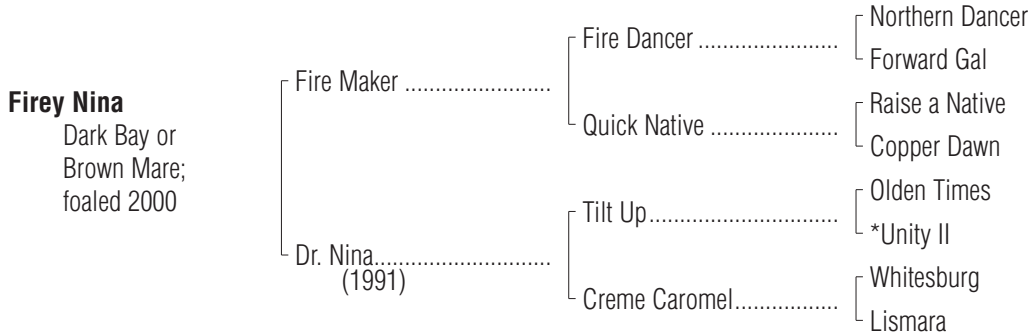 Firey Nina
Dark Bay or
Brown Mare;
foaled 2000
Fire Maker ........................
Dr. Nina.............................
(1991)
Fire Dancer .......................
Quick Native .....................
Tilt Up...............................
Creme Caromel.................
Northern Dancer
Forward Gal
Raise a Native
Copper Dawn
Olden Times
*Unity II
Whitesburg
Lismara